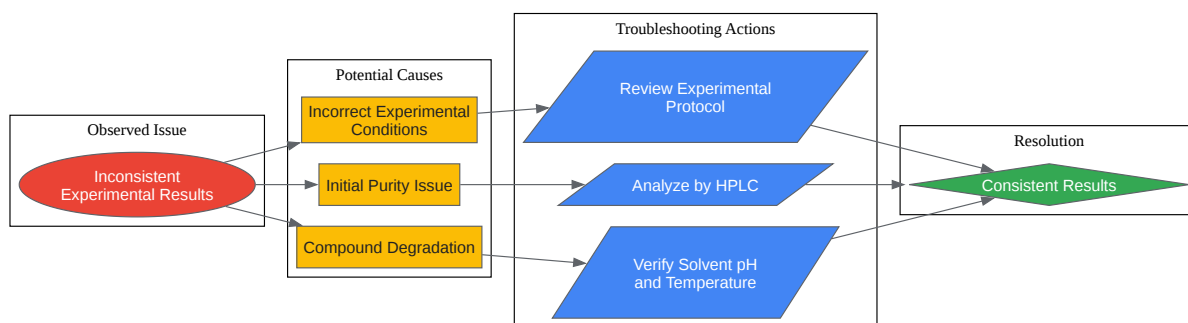 Observed Issue
Inconsistent
Experimental Results
Potential Causes
Incorrect Experimental
Conditions
Initial Purity Issue
Compound Degradation
Troubleshooting Actions
Review Experimental
Protocol
Analyze by HPLC
Verify Solvent pH
and Temperature
Resolution
Consistent Results